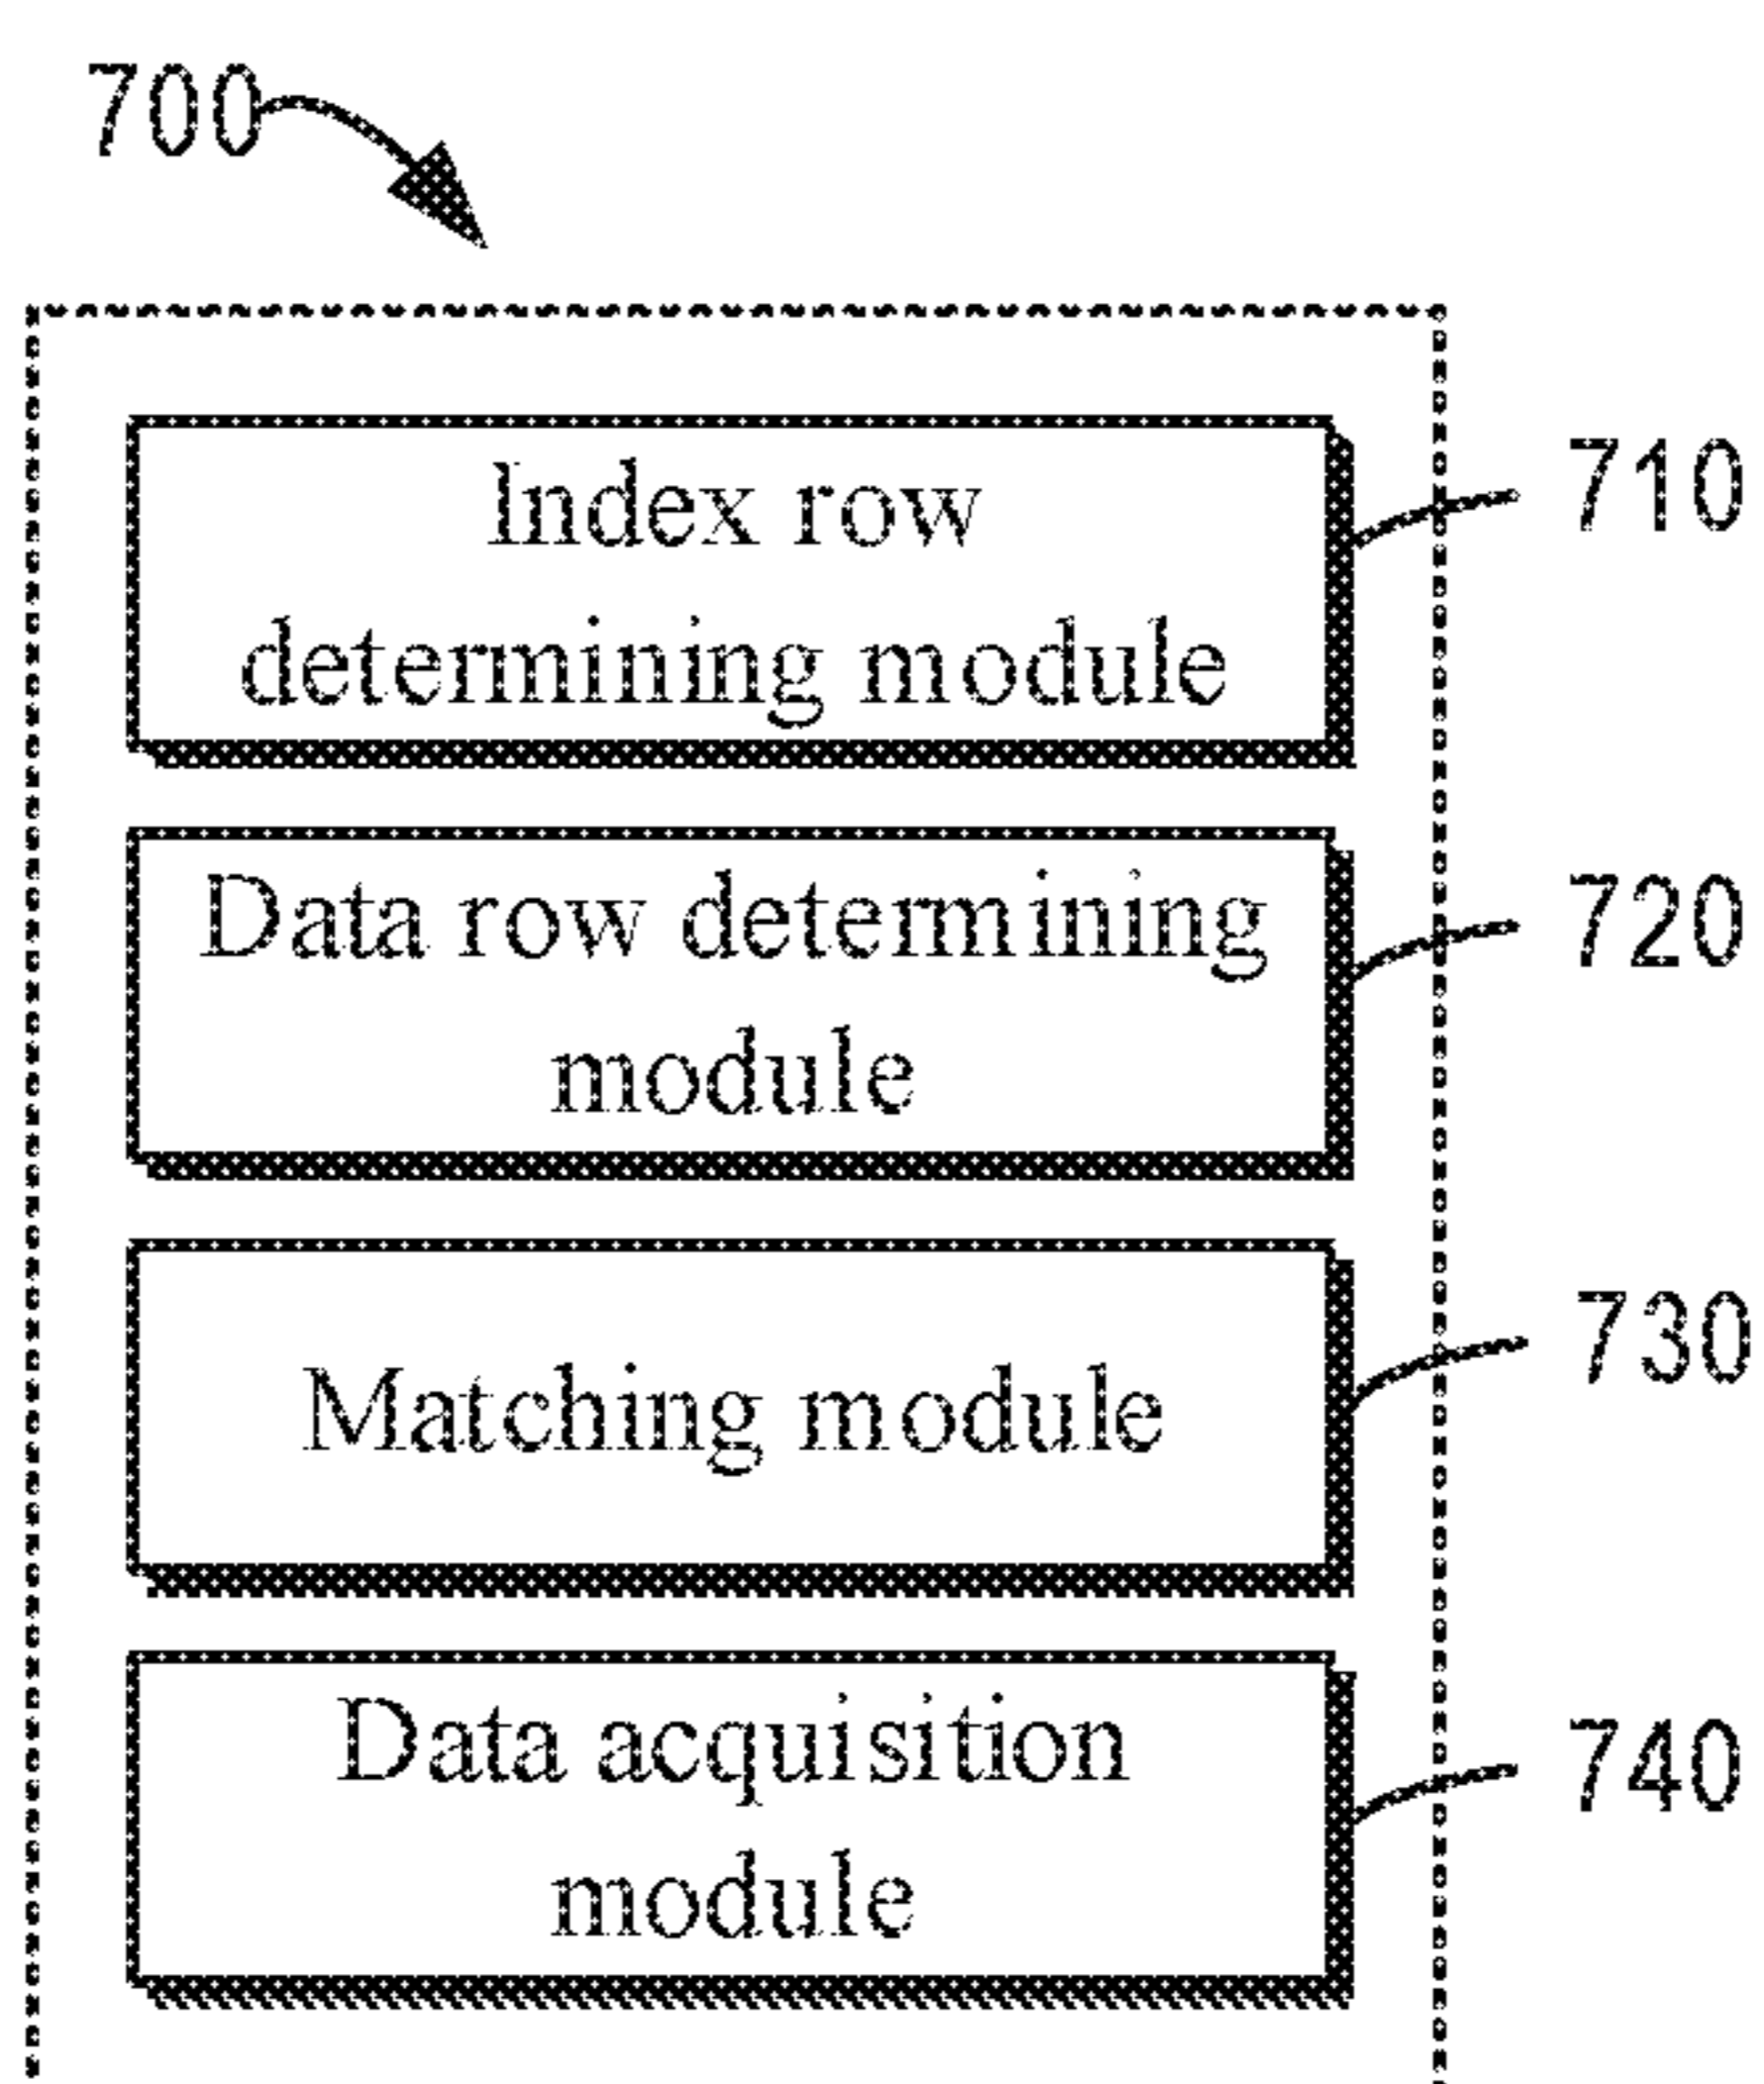 700
Index row
determining module
710
Data row determining
module
720
Matching module
730
Data acquisition
module
740